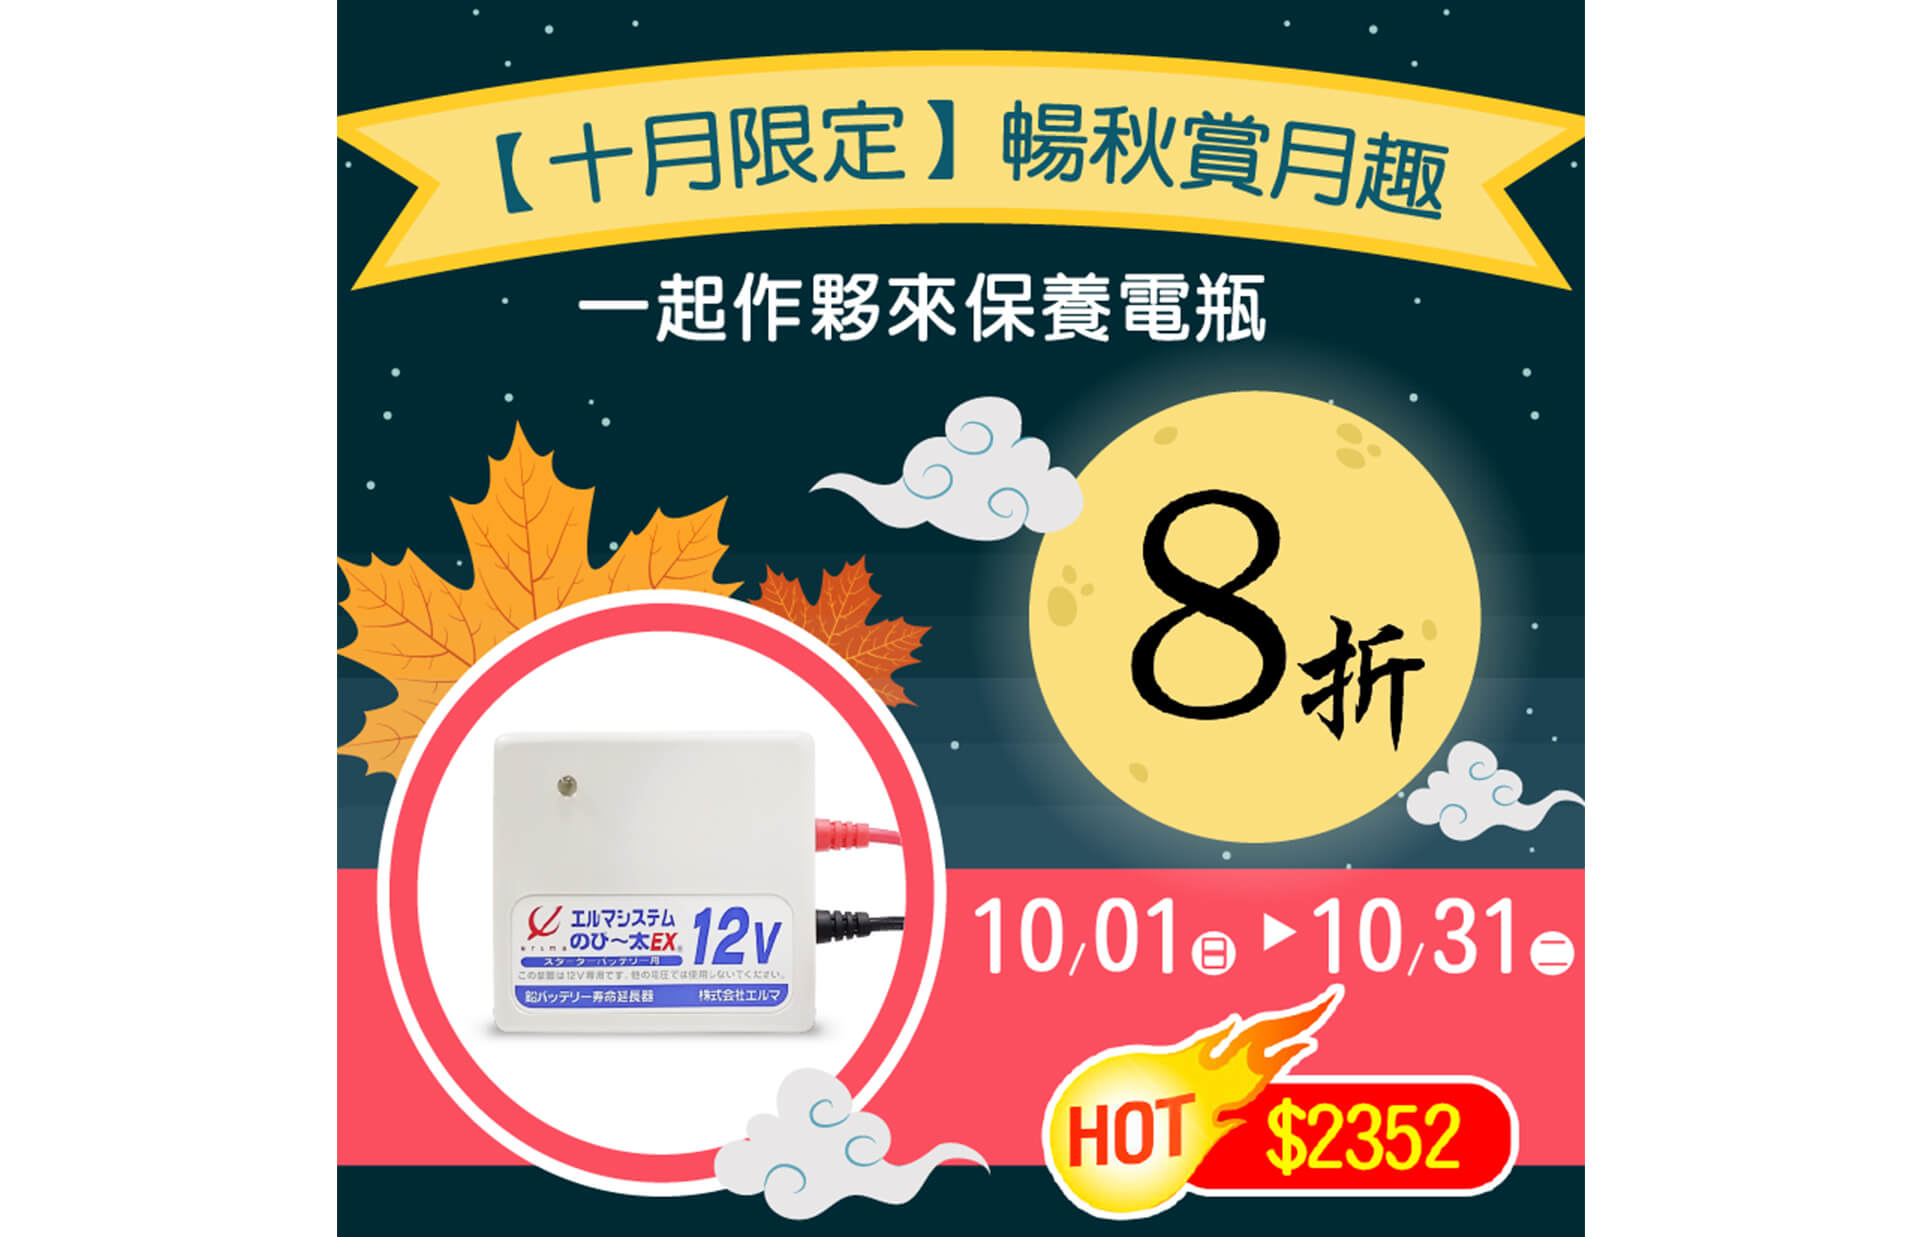 【十月限定】暢秋賞月趣
一起作夥來保養電瓶
8折
エルマシステム
のび～太EX® 12V
erima
スターターバッテリー用
この装置は12V専用です。他の電圧では使用しないでください。
鉛バッテリー寿命延長器 株式会社エルマ
10/01日▶10/31二
HOT $2352